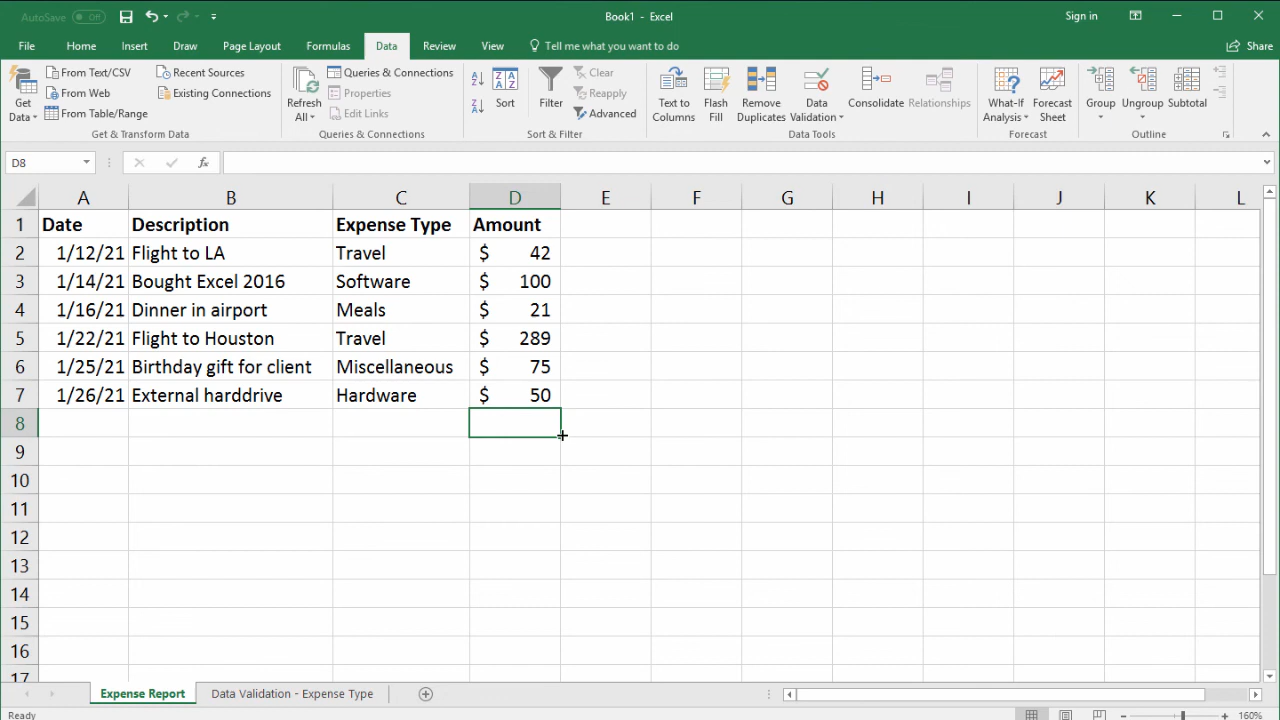 AutoSave Off Book1 - Excel Sign in
File Home Insert Draw Page Layout Formulas Data Review View Tell me what you want to do Share
Get Data
From Text/CSV
From Web
From Table/Range
Recent Sources
Existing Connections
Get & Transform Data
Refresh All
Queries & Connections
Properties
Edit Links
Queries & Connections
Sort
Filter
Clear
Reapply
Advanced
Sort & Filter
Text to Columns
Flash Fill
Remove Duplicates
Data Validation
Consolidate
Relationships
Data Tools
What-If Analysis
Forecast Sheet
Forecast
Group
Ungroup
Subtotal
Outline
D8 fx
A B C D E F G H I J K L
1 Date Description Expense Type Amount
2 1/12/21 Flight to LA Travel $ 42
3 1/14/21 Bought Excel 2016 Software $ 100
4 1/16/21 Dinner in airport Meals $ 21
5 1/22/21 Flight to Houston Travel $ 289
6 1/25/21 Birthday gift for client Miscellaneous $ 75
7 1/26/21 External harddrive Hardware $ 50
8
9
10
11
12
13
14
15
16
17
Expense Report Data Validation - Expense Type
Ready 160%